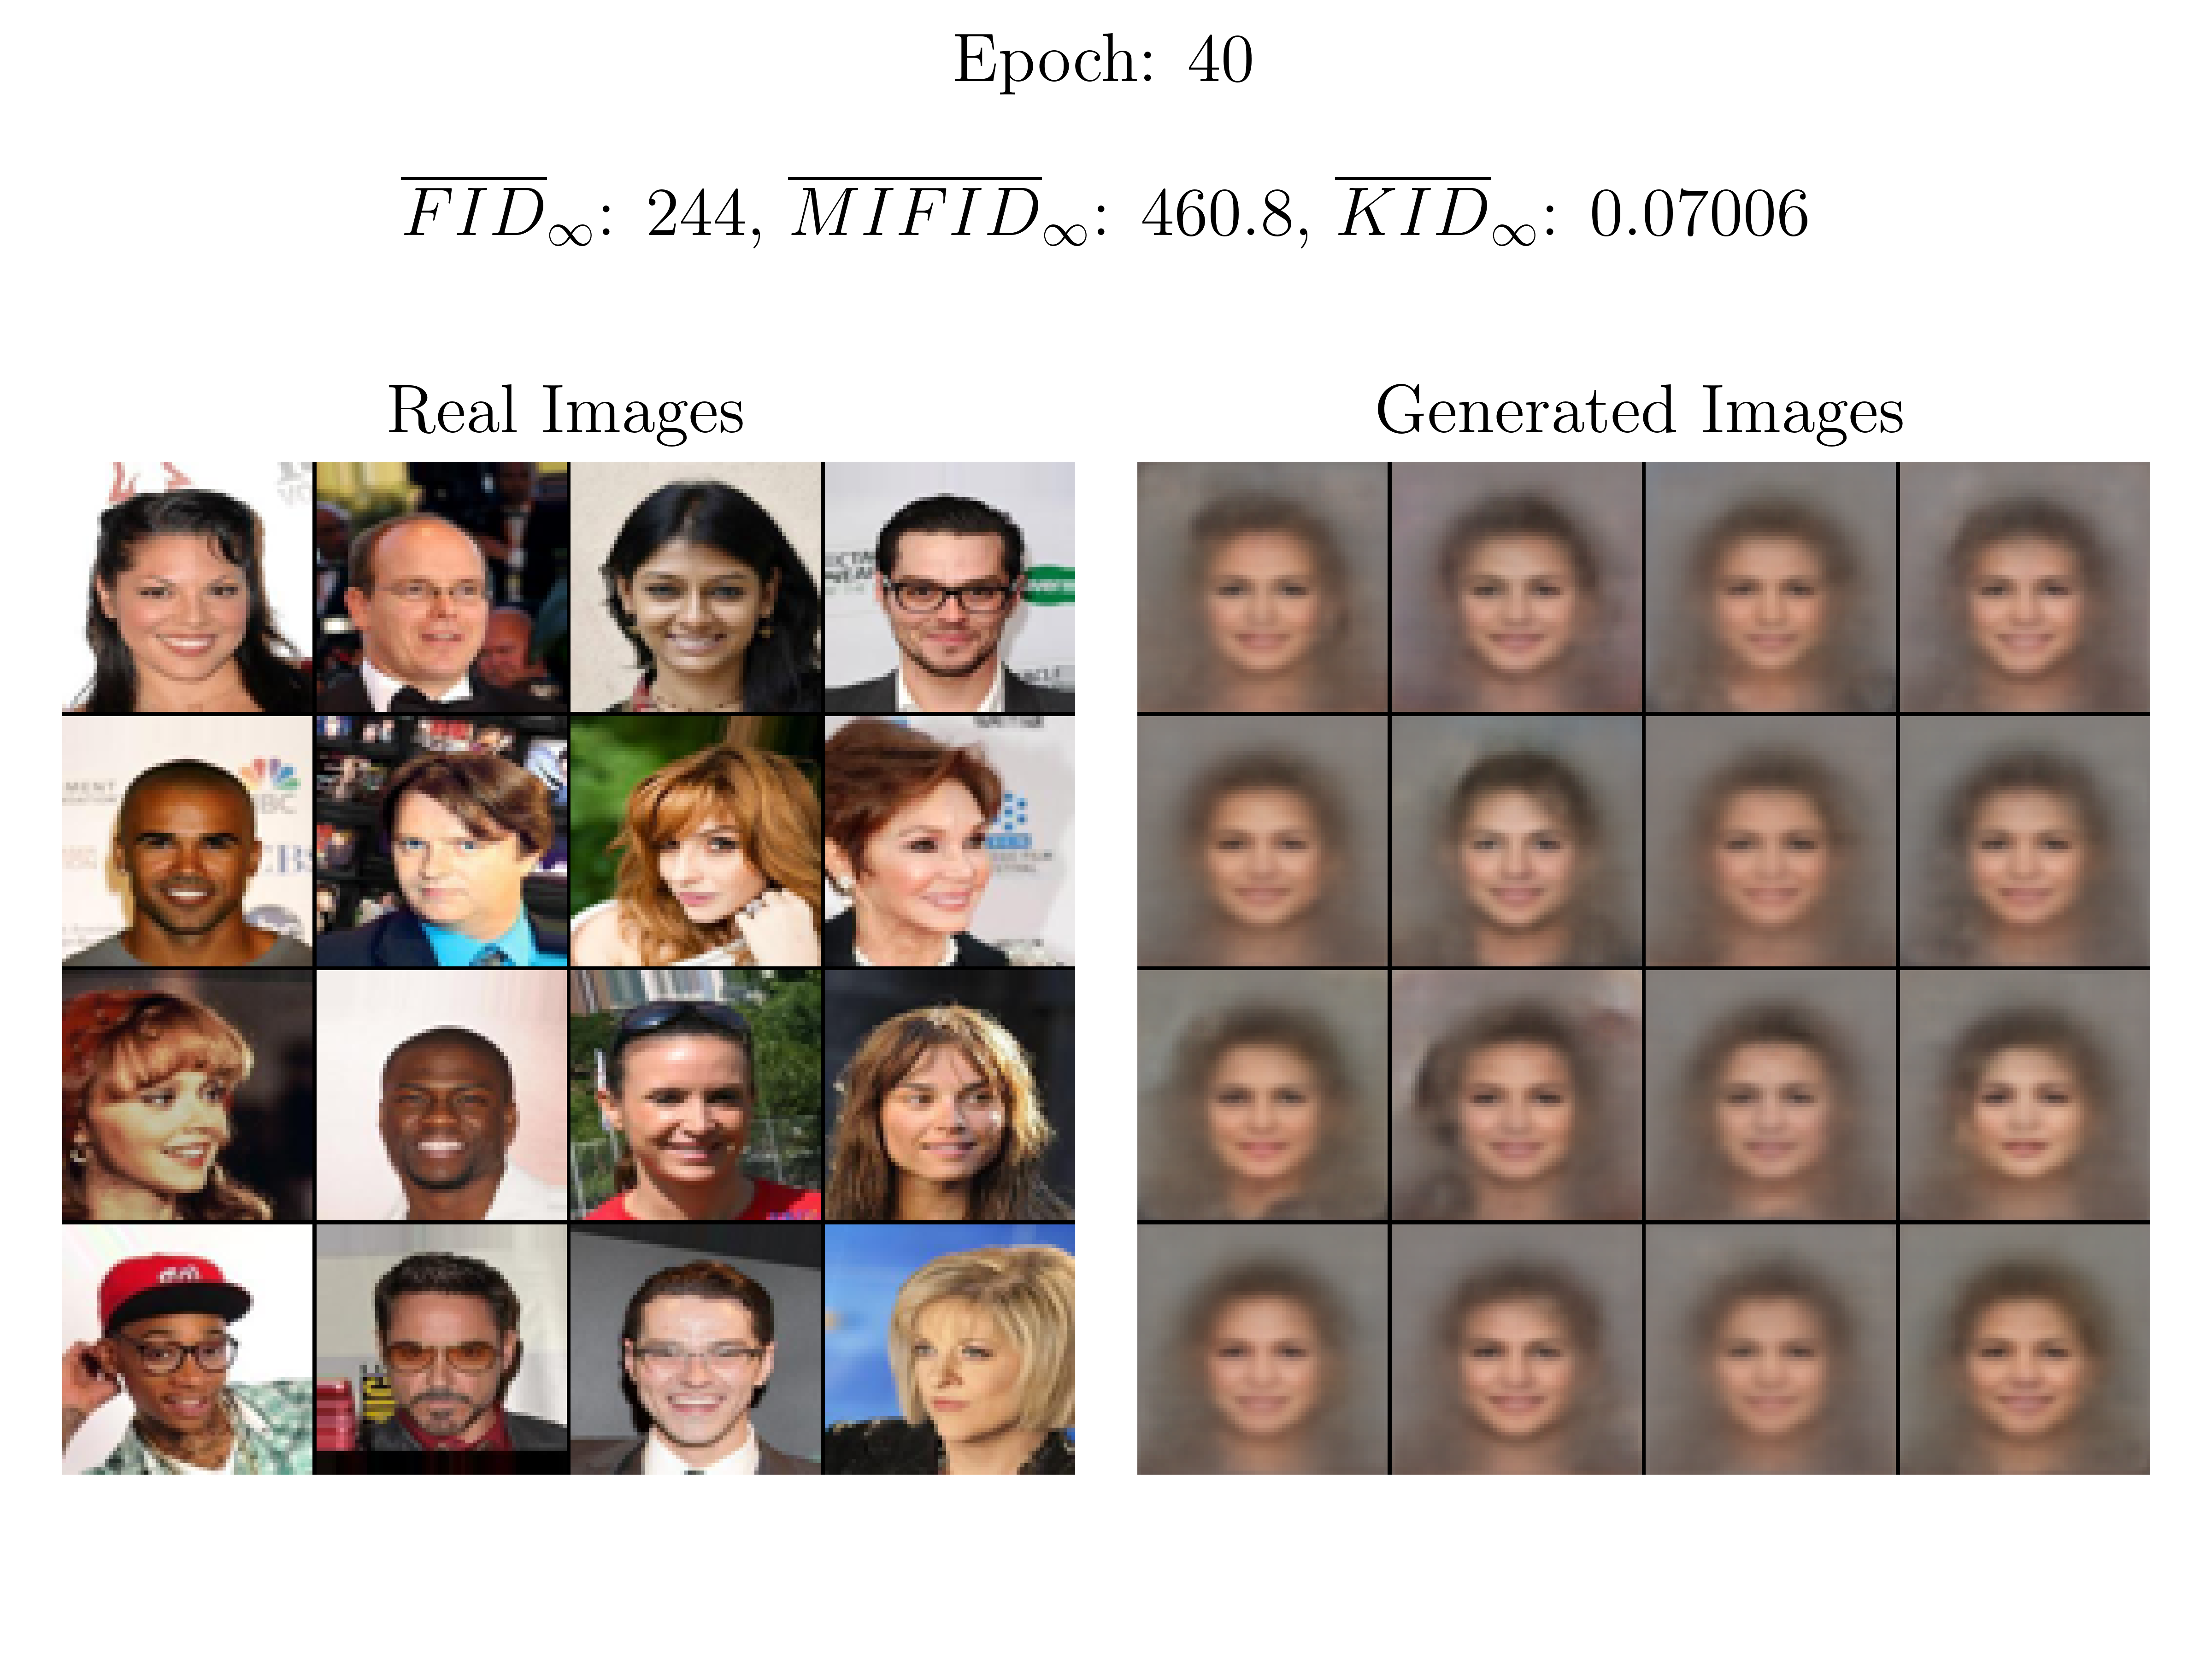 Epoch: 40
FID∞: 244, MIFID∞: 460.8, KID∞: 0.07006
Real Images
Generated Images